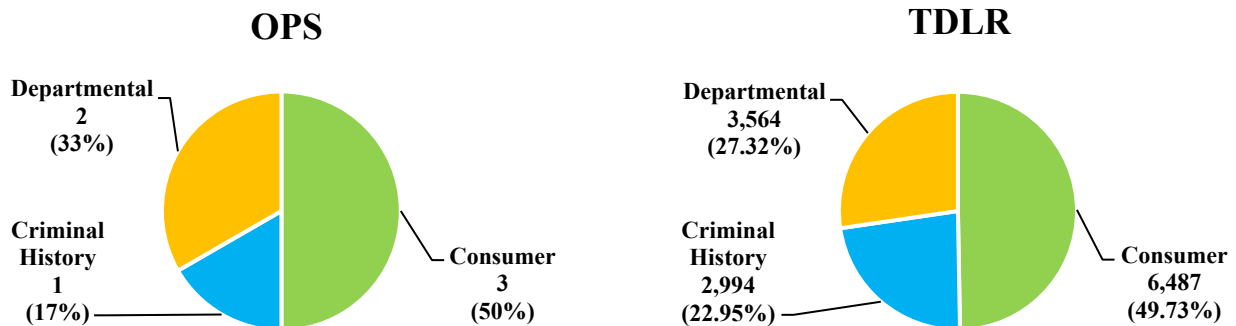 OPS
Departmental
2
(33%)
Criminal
History
1
(17%)
Consumer
3
(50%)
TDLR
Departmental
3,564
(27.32%)
Criminal
History
2,994
(22.95%)
Consumer
6,487
(49.73%)